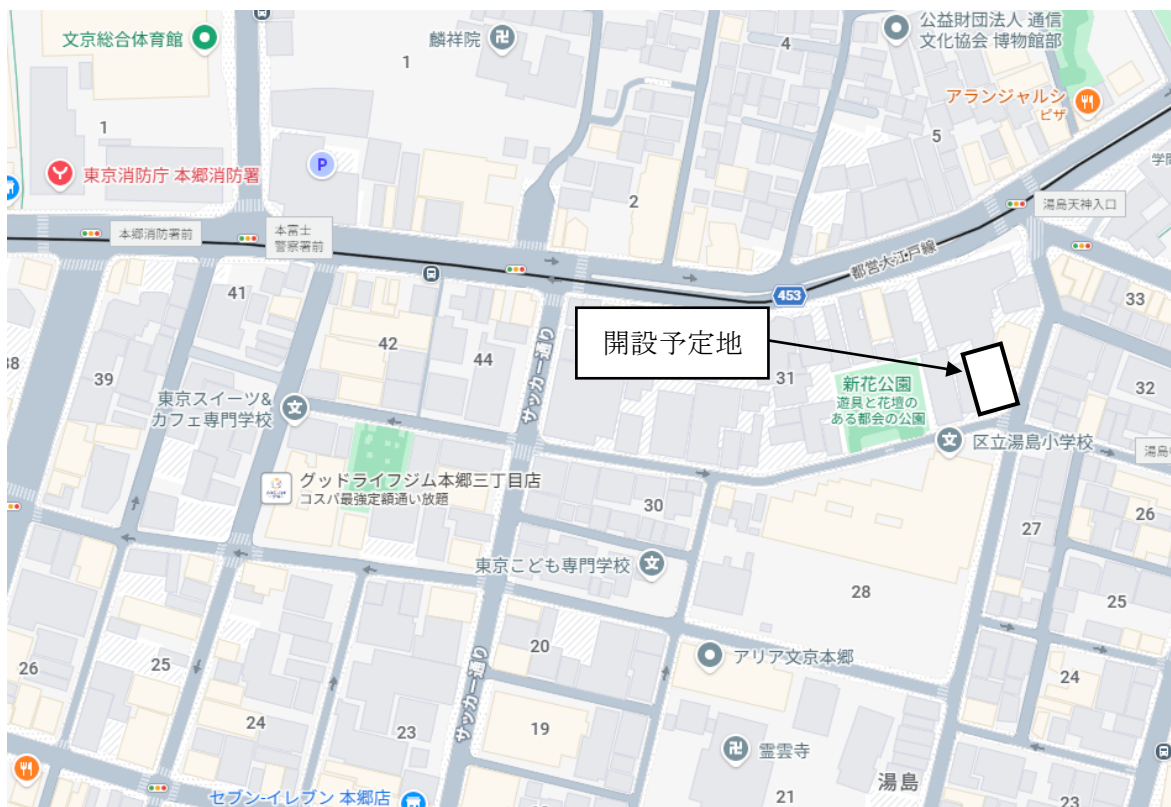 文京総合体育館
麟祥院
公益財団法人 通信
文化協会 博物館部
1
4
アランジャルシ
ピザ
1
5
東京消防庁 本郷消防署
P
2
湯島天神入口
本郷消防署前
本富士
警察署前
都営大江戸線
453
41
33
開設予定地
42
44
サッカー通り
31
39
新花公園
遊具と花壇の
ある都会の公園
32
東京スイーツ&
カフェ専門学校
文
文
区立湯島小学校
グッドライフジム本郷三丁目店
コスパ最強定額通い放題
30
26
27
東京こども専門学校
文
28
25
20
アリア文京本郷
26
25
サッカー通り
24
24
23
19
霊雲寺
湯島
セブン-イレブン 本郷店
21
23